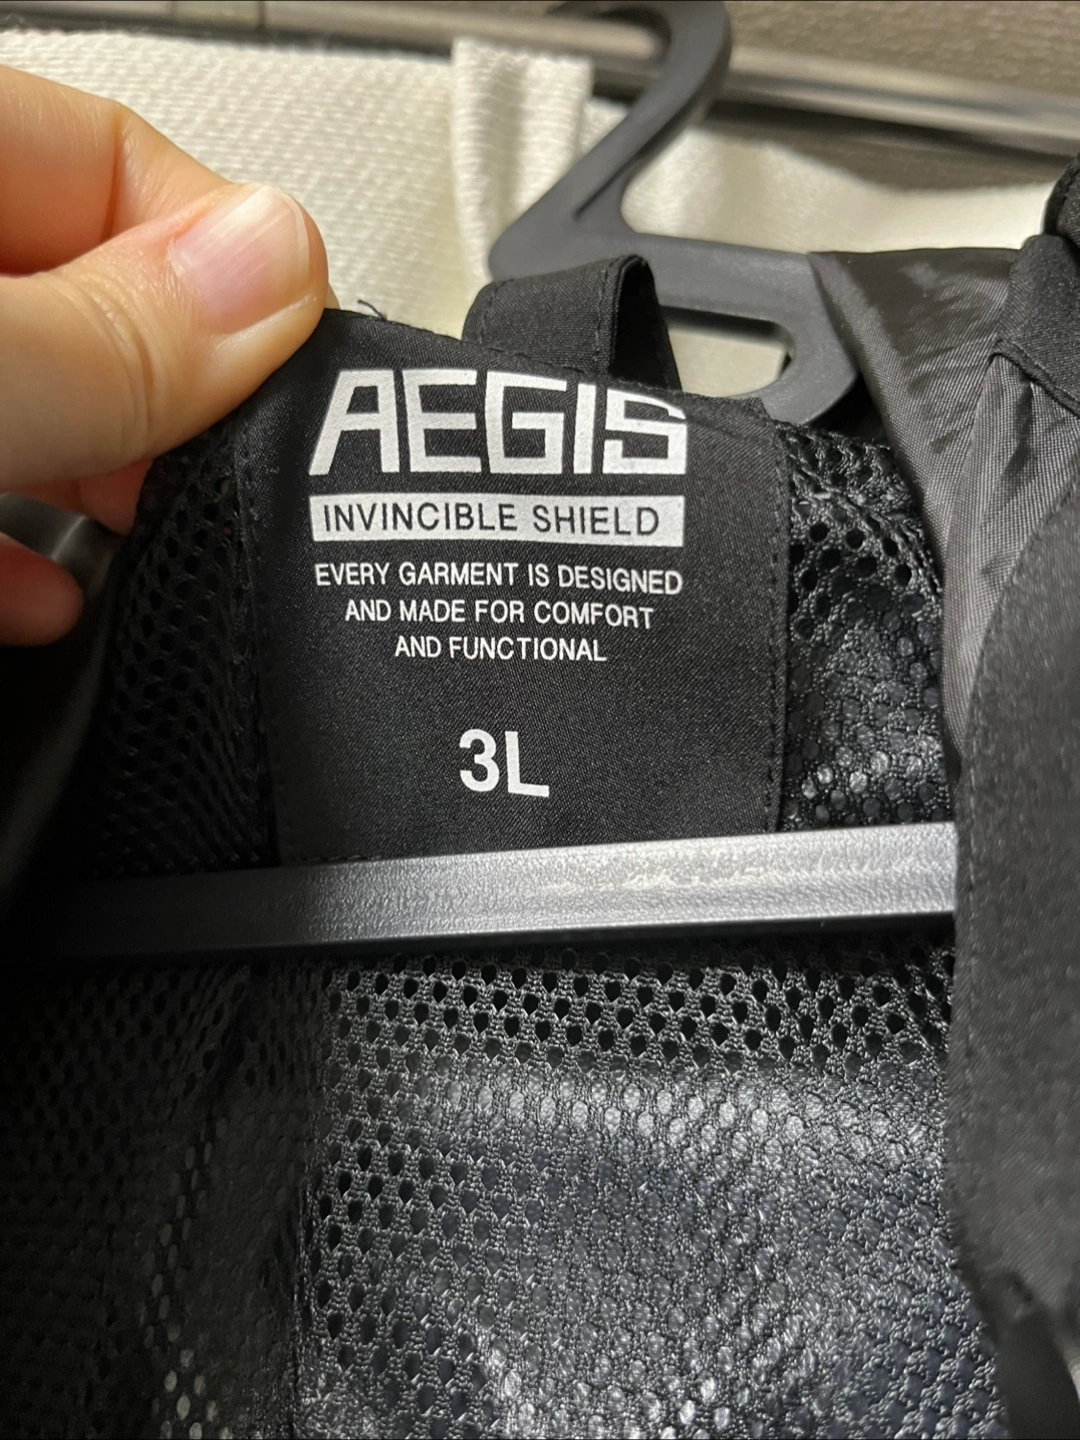 AEGIS
INVINCIBLE SHIELD
EVERY GARMENT IS DESIGNED
AND MADE FOR COMFORT
AND FUNCTIONAL
3L